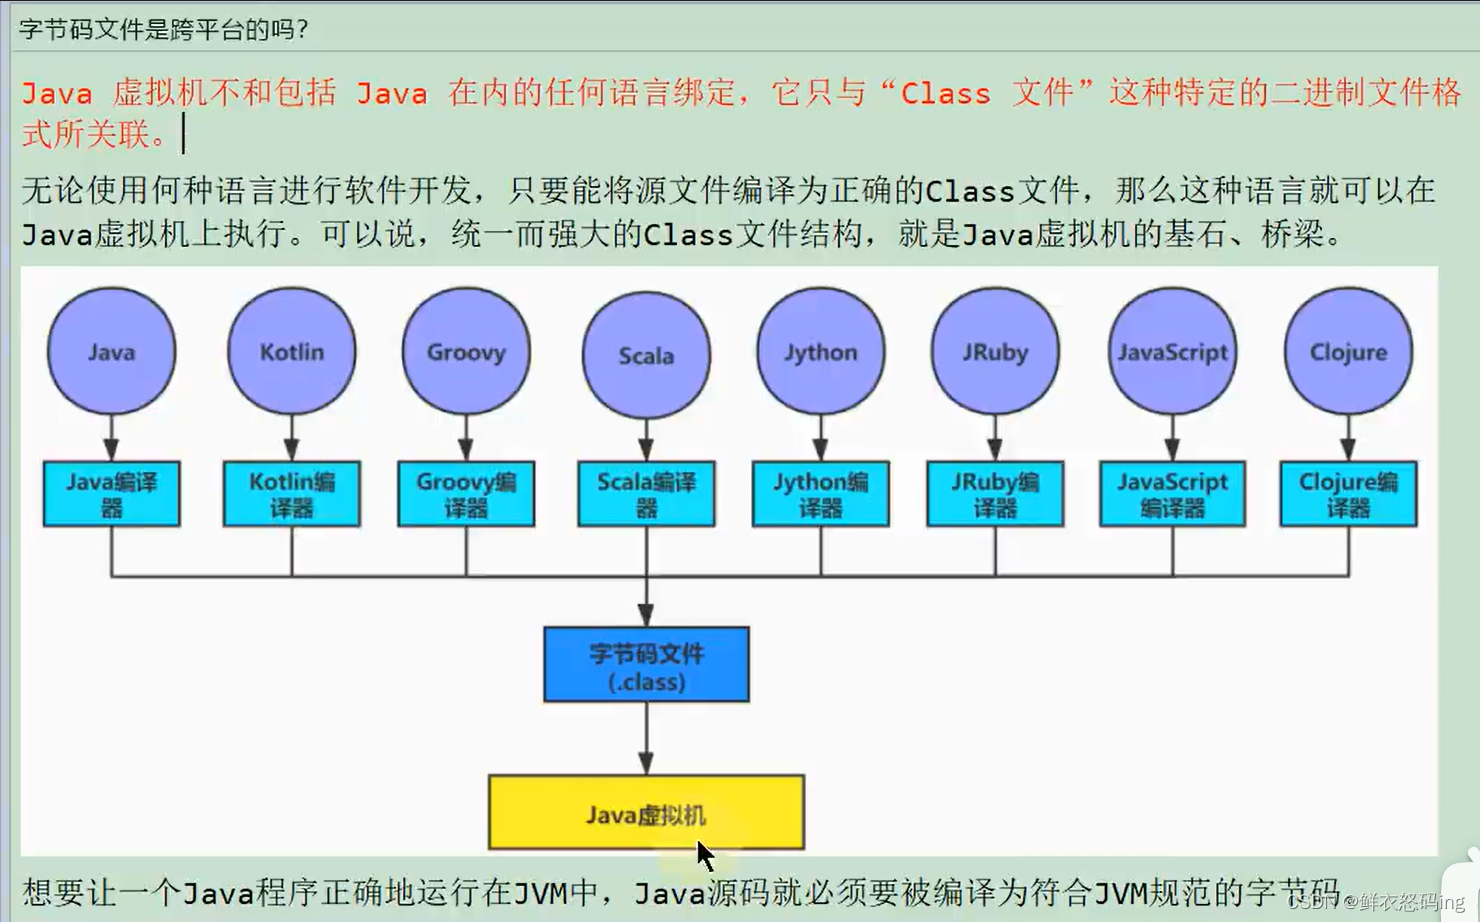 字节码文件是跨平台的吗？
Java 虚拟机不和包括 Java 在内的任何语言绑定，它只与“Class 文件”这种特定的二进制文件格
式所关联。
无论使用何种语言进行软件开发，只要能将源文件编译为正确的Class文件，那么这种语言就可以在
Java虚拟机上执行。可以说，统一而强大的Class文件结构，就是Java虚拟机的基石、桥梁。
Java
Kotlin
Groovy
Scala
Jython
JRuby
JavaScript
Clojure
Java编译
器
Kotlin编
译器
Groovy编
译器
Scala编译
器
Jython编
译器
JRuby编
译器
JavaScript
编译器
Clojure编
译器
字节码文件
(.class)
Java虚拟机
想要让一个Java程序正确地运行在JVM中，Java源码就必须要被编译为符合JVM规范的字节码。
CSDN @鲜衣怒码ing